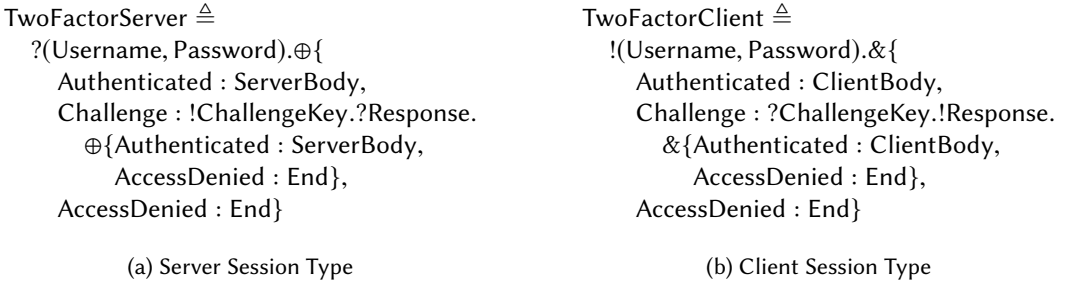 TwoFactorServer ≜
?(Username, Password).⊕{
Authenticated : ServerBody,
Challenge : !ChallengeKey.?Response.
⊕{Authenticated : ServerBody,
AccessDenied : End},
AccessDenied : End}
(a) Server Session Type
TwoFactorClient ≜
!(Username, Password).&{
Authenticated : ClientBody,
Challenge : ?ChallengeKey.!Response.
&{Authenticated : ClientBody,
AccessDenied : End},
AccessDenied : End}
(b) Client Session Type